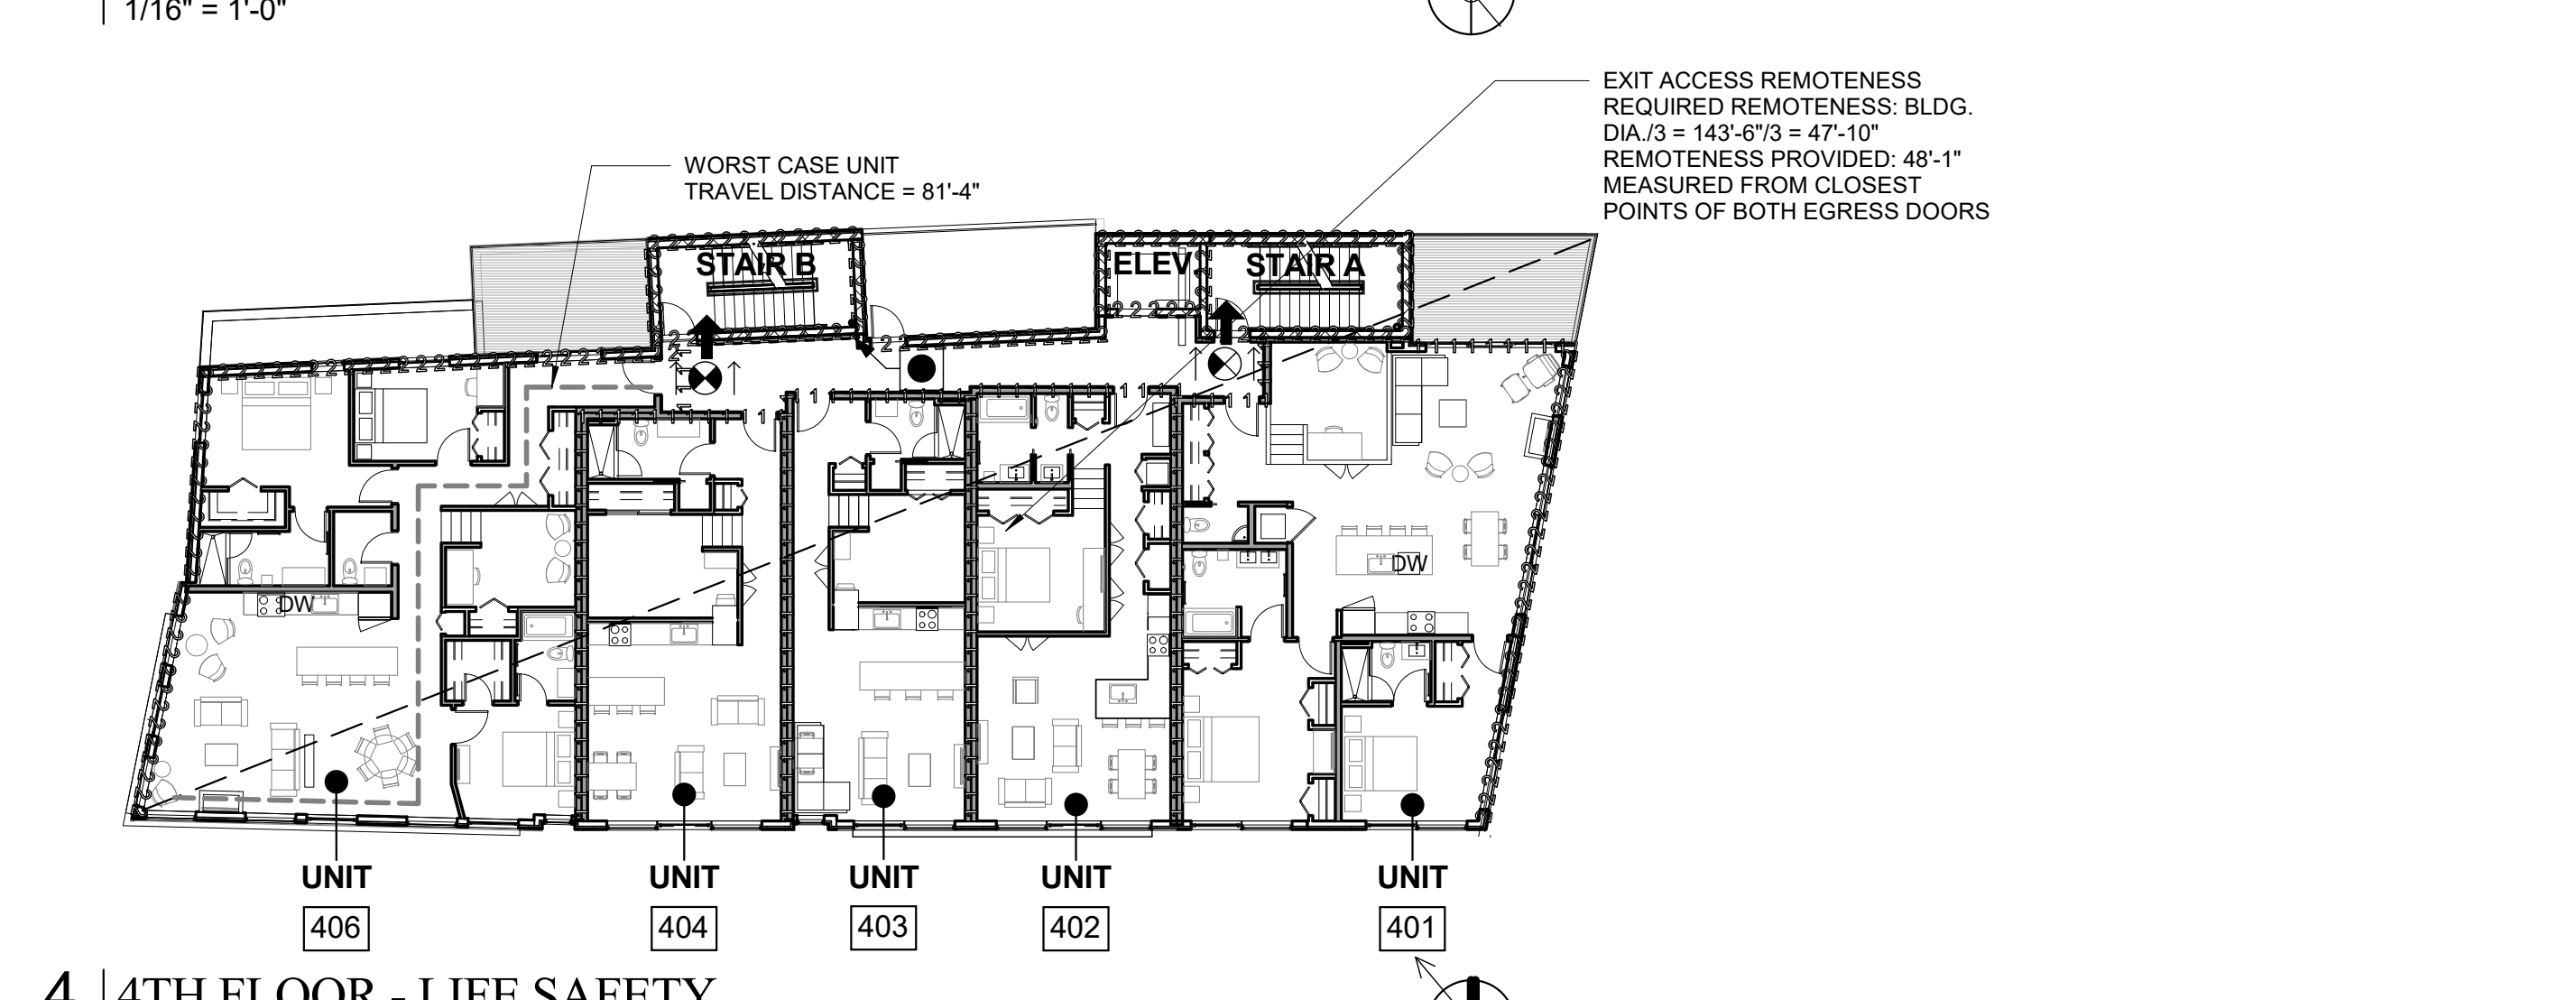 1/16" = 1'-0"
EXIT ACCESS REMOTENESS
REQUIRED REMOTENESS: BLDG.
DIA./3 = 143'-6"/3 = 47'-10"
REMOTENESS PROVIDED: 48'-1"
MEASURED FROM CLOSEST
POINTS OF BOTH EGRESS DOORS
WORST CASE UNIT
TRAVEL DISTANCE = 81'-4"
STAIR B
ELEV.
STAIR A
DW
DW
UNIT
406
UNIT
404
UNIT
403
UNIT
402
UNIT
401
4
4TH FLOOR - LIFE SAFETY